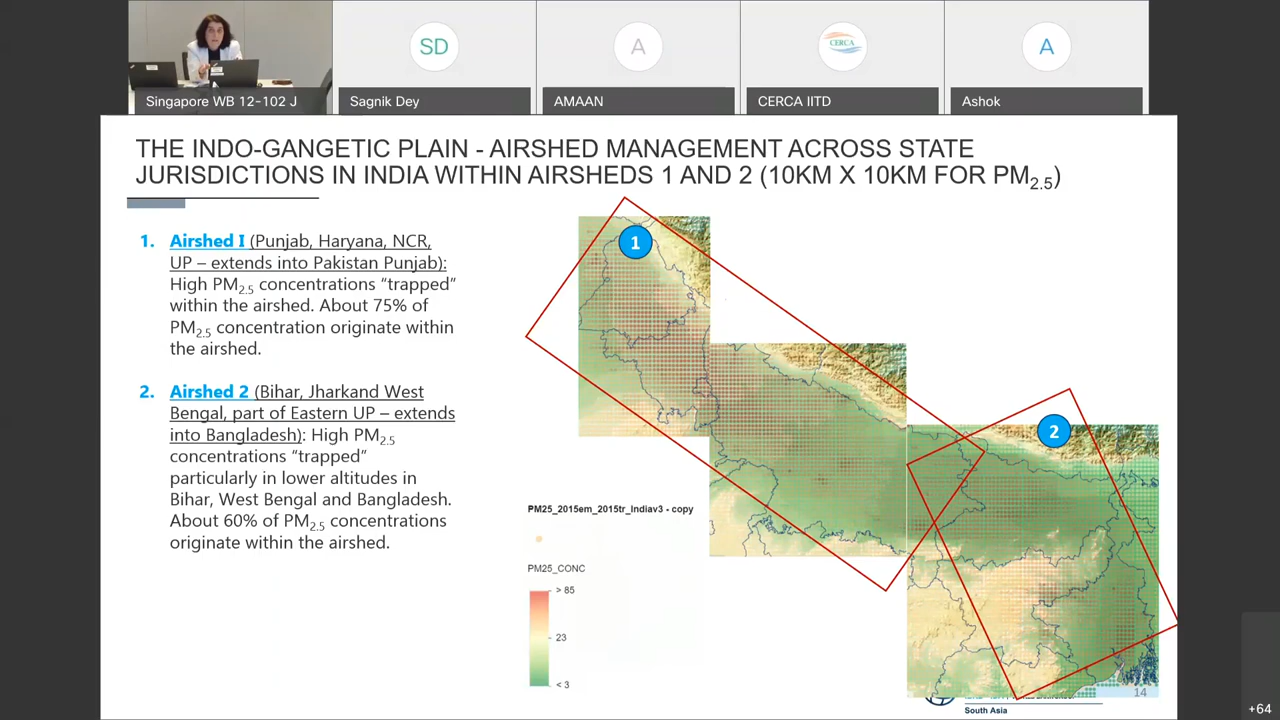 SD
A
CERCA
A
Singapore WB 12-102 J
Sagnik Dey
AMAAN
CERCA IITD
Ashok
THE INDO-GANGETIC PLAIN - AIRSHED MANAGEMENT ACROSS STATE
JURISDICTIONS IN INDIA WITHIN AIRSHEDS 1 AND 2 (10KM X 10KM FOR PM2.5)
1. Airshed I (Punjab, Haryana, NCR,
UP – extends into Pakistan Punjab):
High PM2.5 concentrations “trapped”
within the airshed. About 75% of
PM2.5 concentration originate within
the airshed.
2. Airshed 2 (Bihar, Jharkand West
Bengal, part of Eastern UP – extends
into Bangladesh): High PM2.5
concentrations “trapped”
particularly in lower altitudes in
Bihar, West Bengal and Bangladesh.
About 60% of PM2.5 concentrations
originate within the airshed.
1
2
PM25_2015em_2015tr_Indiav3 - copy
PM25_CONC
> 85
23
< 3
14
South Asia
+64